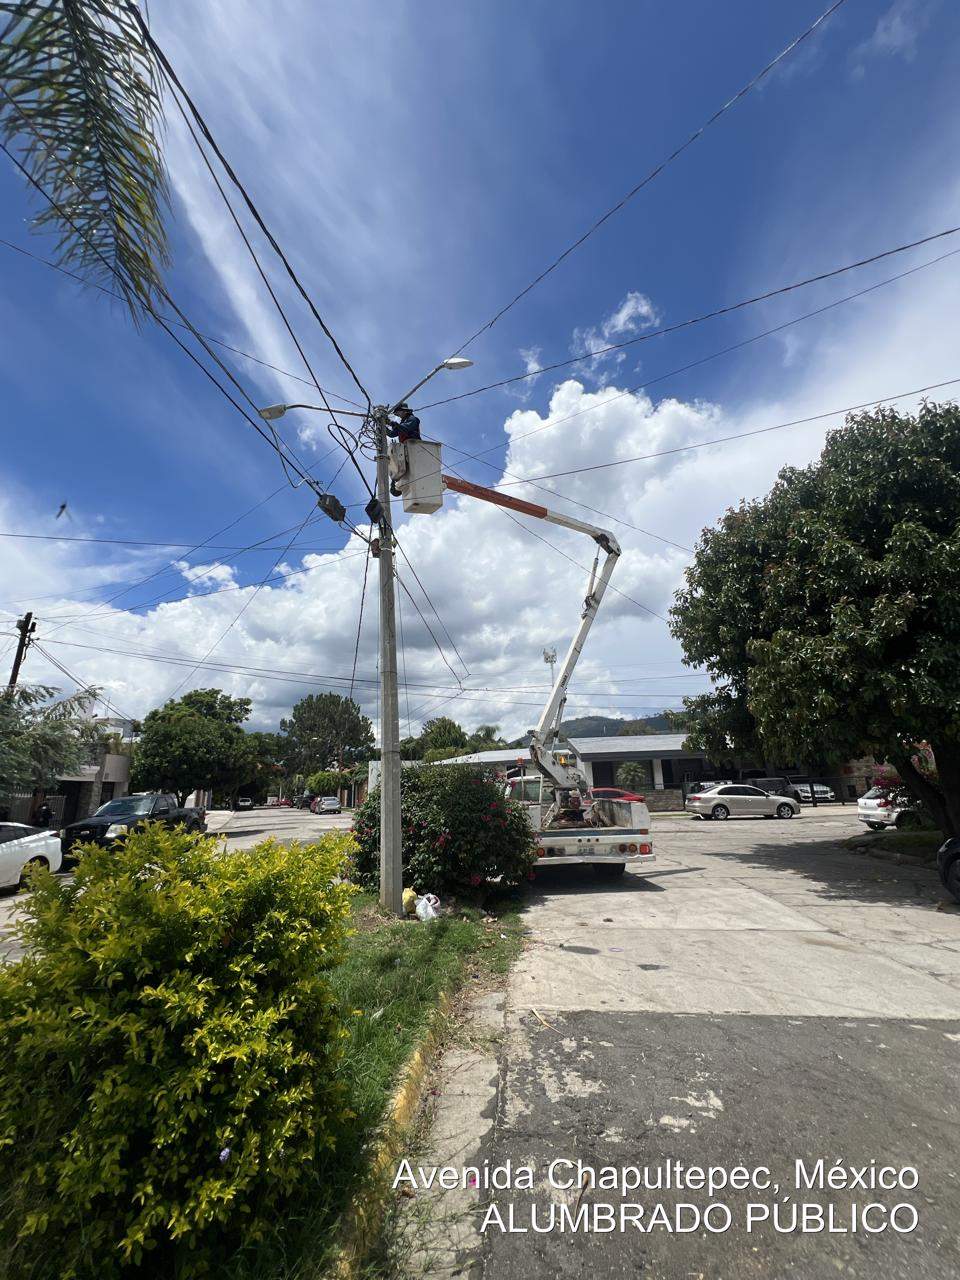 Avenida Chapultepec, México
ALUMBRADO PÚBLICO